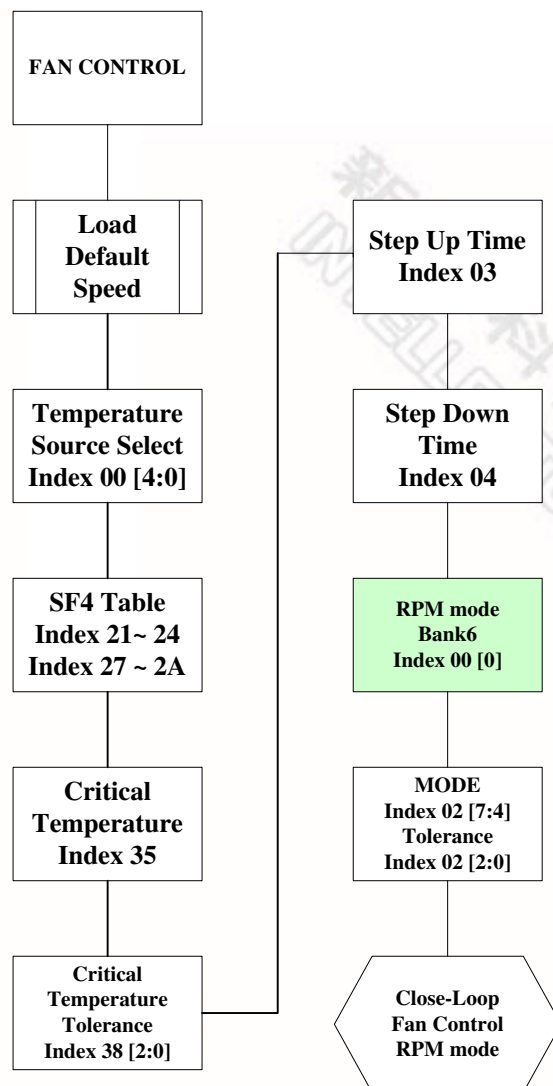 FAN CONTROL
Load
Default
Speed
Temperature
Source Select
Index 00 [4:0]
SF4 Table
Index 21~ 24
Index 27 ~ 2A
Critical
Temperature
Index 35
Critical
Temperature
Tolerance
Index 38 [2:0]
Step Up Time
Index 03
Step Down
Time
Index 04
RPM mode
Bank6
Index 00 [0]
MODE
Index 02 [7:4]
Tolerance
Index 02 [2:0]
Close-Loop
Fan Control
RPM mode